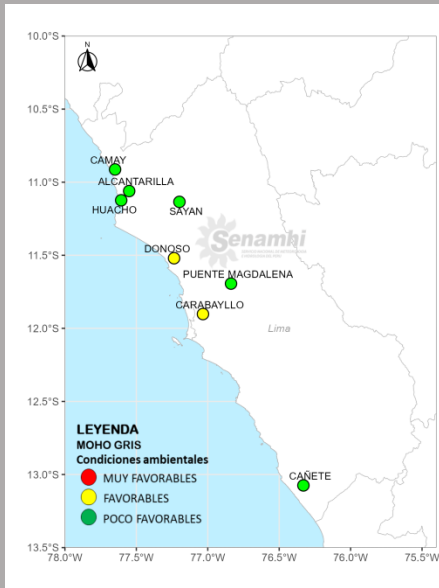 10.0°S
N
10.5°S
CAMAY
11.0°S
ALCANTARILLA
HUACHO
SAYAN
Senamhi
11.5°S
DONOSO
PUENTE MAGDALENA
CARABAYLLO
12.0°S
Lima
12.5°S
LEYENDA
MOHO GRIS
Condiciones ambientales
13.0°S
CAÑETE
MUY FAVORABLES
FAVORABLES
POCO FAVORABLES
13.5°S
78.0°W 77.5°W 77.0°W 76.5°W 76.0°W 75.5°W